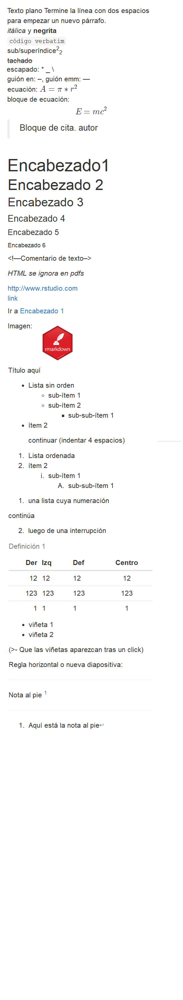 Texto plano Termine la línea con dos espacios
para empezar un nuevo párrafo.
itálica y negrita
código verbatim
sub/superíndice²₂
tachado
escapado: * _ \
guión en: –, guión emm: —
ecuación: A = π * r²
bloque de ecuación:
E = mc²
Bloque de cita. autor
Encabezado1
Encabezado 2
Encabezado 3
Encabezado 4
Encabezado 5
Encabezado 6
<!—Comentario de texto–>
HTML se ignora en pdfs
http://www.rstudio.com
link
Ir a Encabezado 1
Imagen:
rmarkdown
Título aquí
• Lista sin orden
◦ sub-ítem 1
◦ sub-ítem 2
▪ sub-sub-ítem 1
• ítem 2
continuar (indentar 4 espacios)
1. Lista ordenada
2. ítem 2
i. sub-ítem 1
A. sub-sub-ítem 1
1. una lista cuya numeración
continúa
2. luego de una interrupción
Definición 1
Der Izq Def Centro
12 12 12 12
123 123 123 123
1 1 1 1
• viñeta 1
• viñeta 2
(>- Que las viñetas aparezcan tras un click)
Regla horizontal o nueva diapositiva:
Nota al pie ¹
1. Aquí está la nota al pie↩